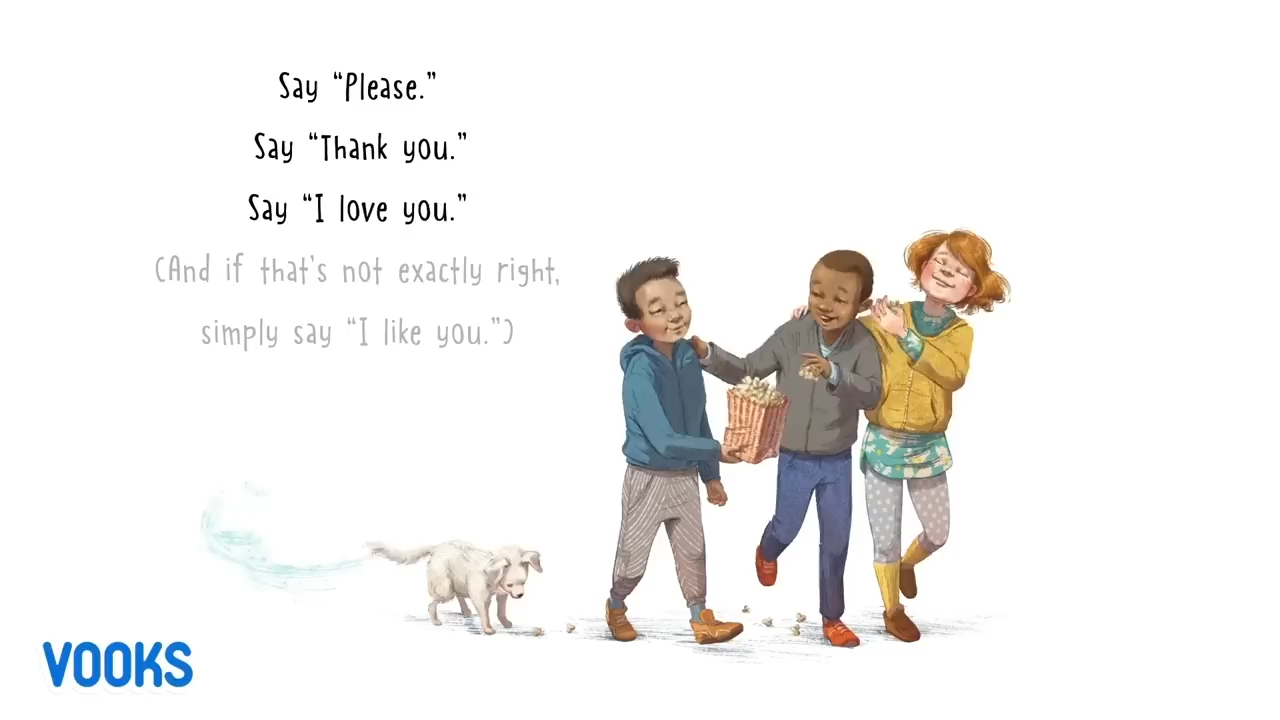 Say “Please.”
Say “Thank you.”
Say “I love you.”
(And if that’s not exactly right,
simply say “I like you.”)
VOOKS